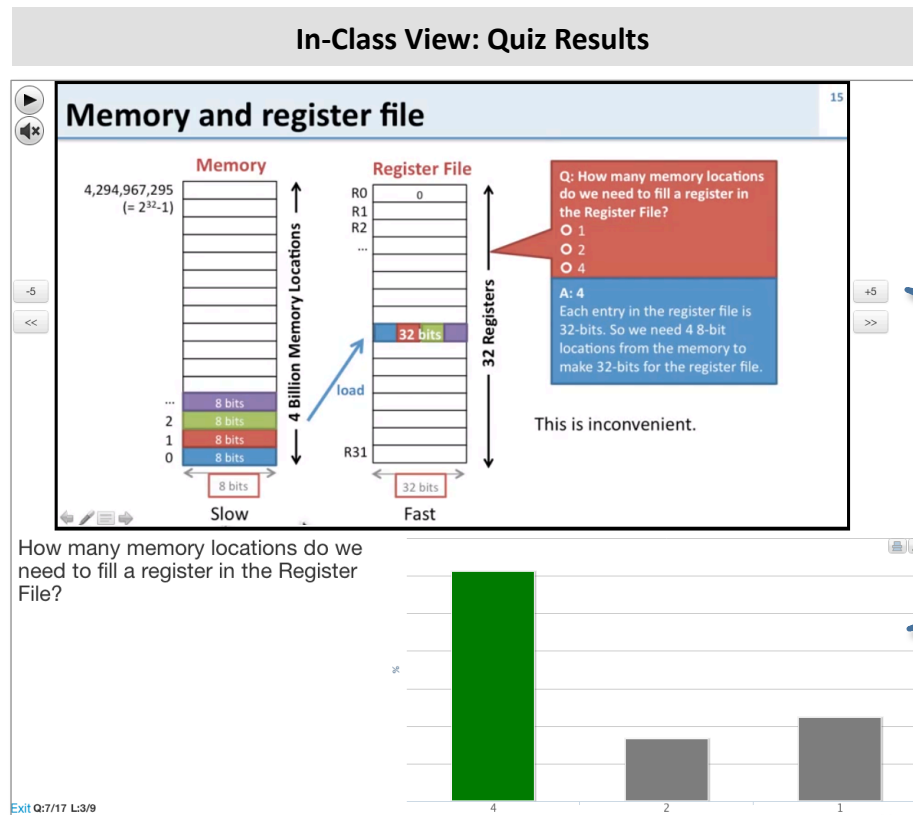 In-Class View: Quiz Results
15
Memory and register file
Memory
Register File
4,294,967,295
(= 2³²-1)
R0
0
R1
R2
...
4 Billion Memory Locations
32 Registers
Q: How many memory locations
do we need to fill a register in
the Register File?
1
2
4
A: 4
Each entry in the register file is
32-bits. So we need 4 8-bit
locations from the memory to
make 32-bits for the register file.
-5
<<
+5
>>
32 bits
load
...
8 bits
2
8 bits
1
8 bits
0
8 bits
R31
This is inconvenient.
8 bits
32 bits
Slow
Fast
How many memory locations do we
need to fill a register in the Register
File?
%
4
2
1
Exit Q:7/17 L:3/9